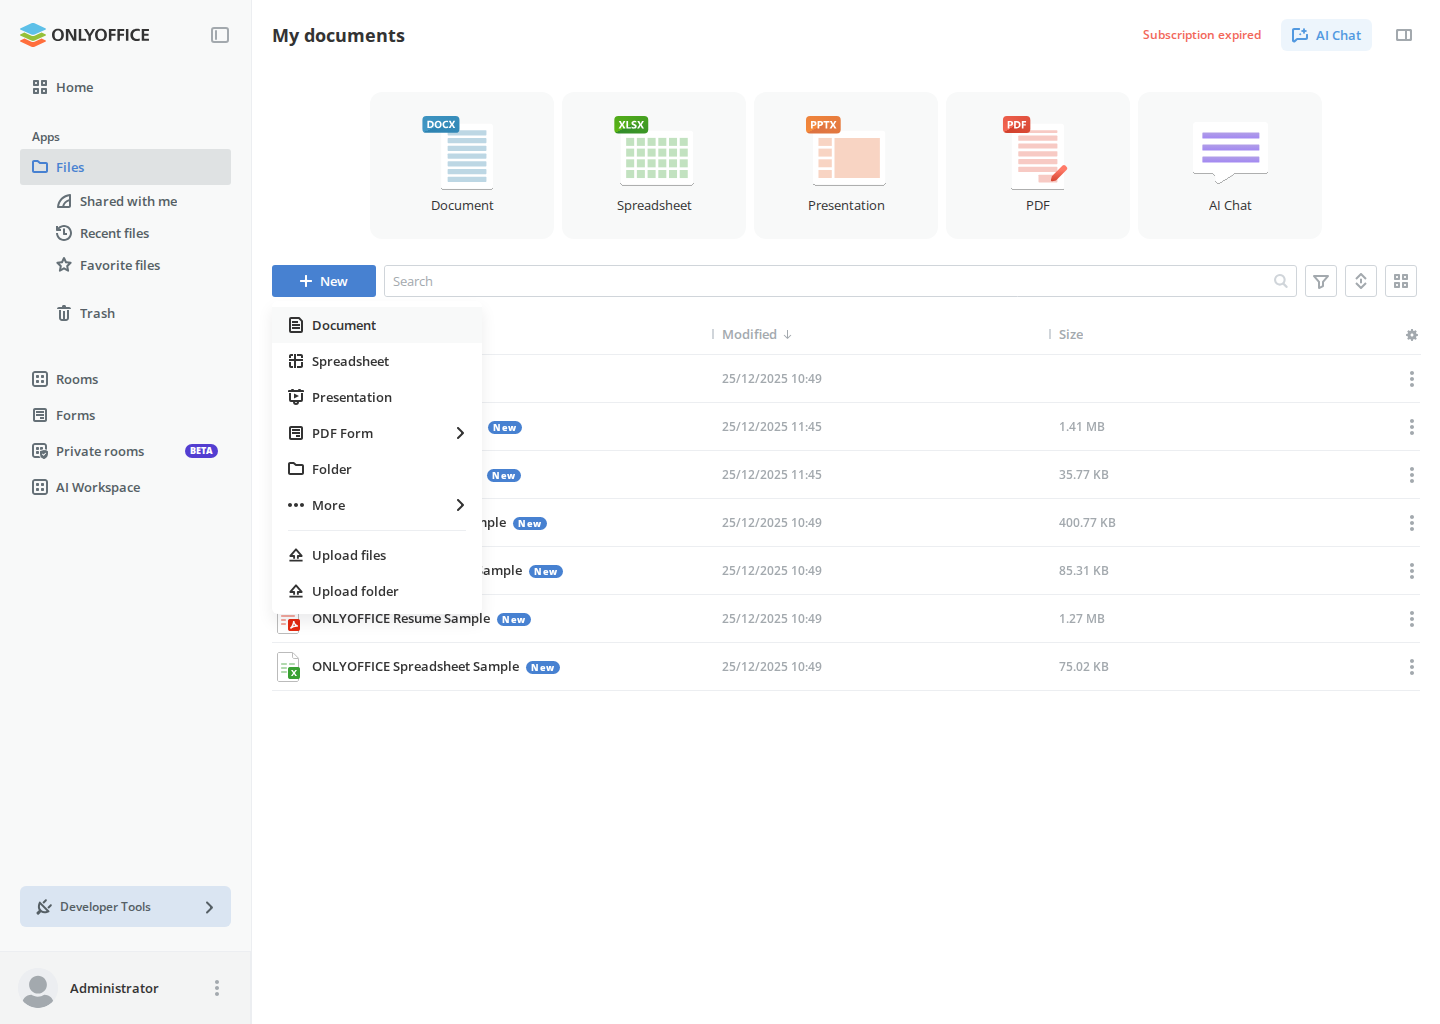 ONLYOFFICE
Home
Apps
Files
Shared with me
Recent files
Favorite files
Trash
Rooms
Forms
Private rooms BETA
AI Workspace
Developer Tools
Administrator
My documents
Subscription expired
AI Chat
DOCX
Document
XLSX
Spreadsheet
PPTX
Presentation
PDF
PDF
AI Chat
New
Search
Document
Spreadsheet
Presentation
PDF Form
Folder
More
Upload files
Upload folder
Modified Size
25/12/2025 10:49
New 25/12/2025 11:45 1.41 MB
New 25/12/2025 11:45 35.77 KB
New 25/12/2025 10:49 400.77 KB
New 25/12/2025 10:49 85.31 KB
ONLYOFFICE Resume Sample New 25/12/2025 10:49 1.27 MB
ONLYOFFICE Spreadsheet Sample New 25/12/2025 10:49 75.02 KB